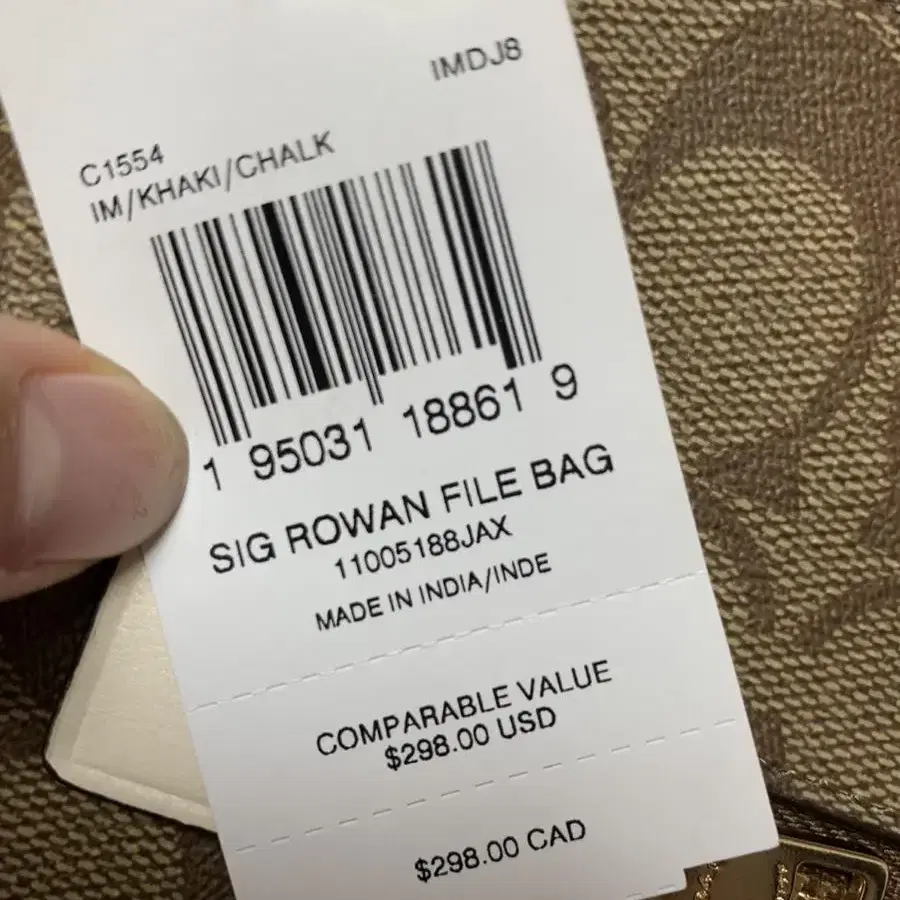 IMDJ8
C1554
IM/KHAKI/CHALK
1 95031 18861 9
SIG ROWAN FILE BAG
11005188JAX
MADE IN INDIA/INDE
COMPARABLE VALUE
$298.00 USD
$298.00 CAD